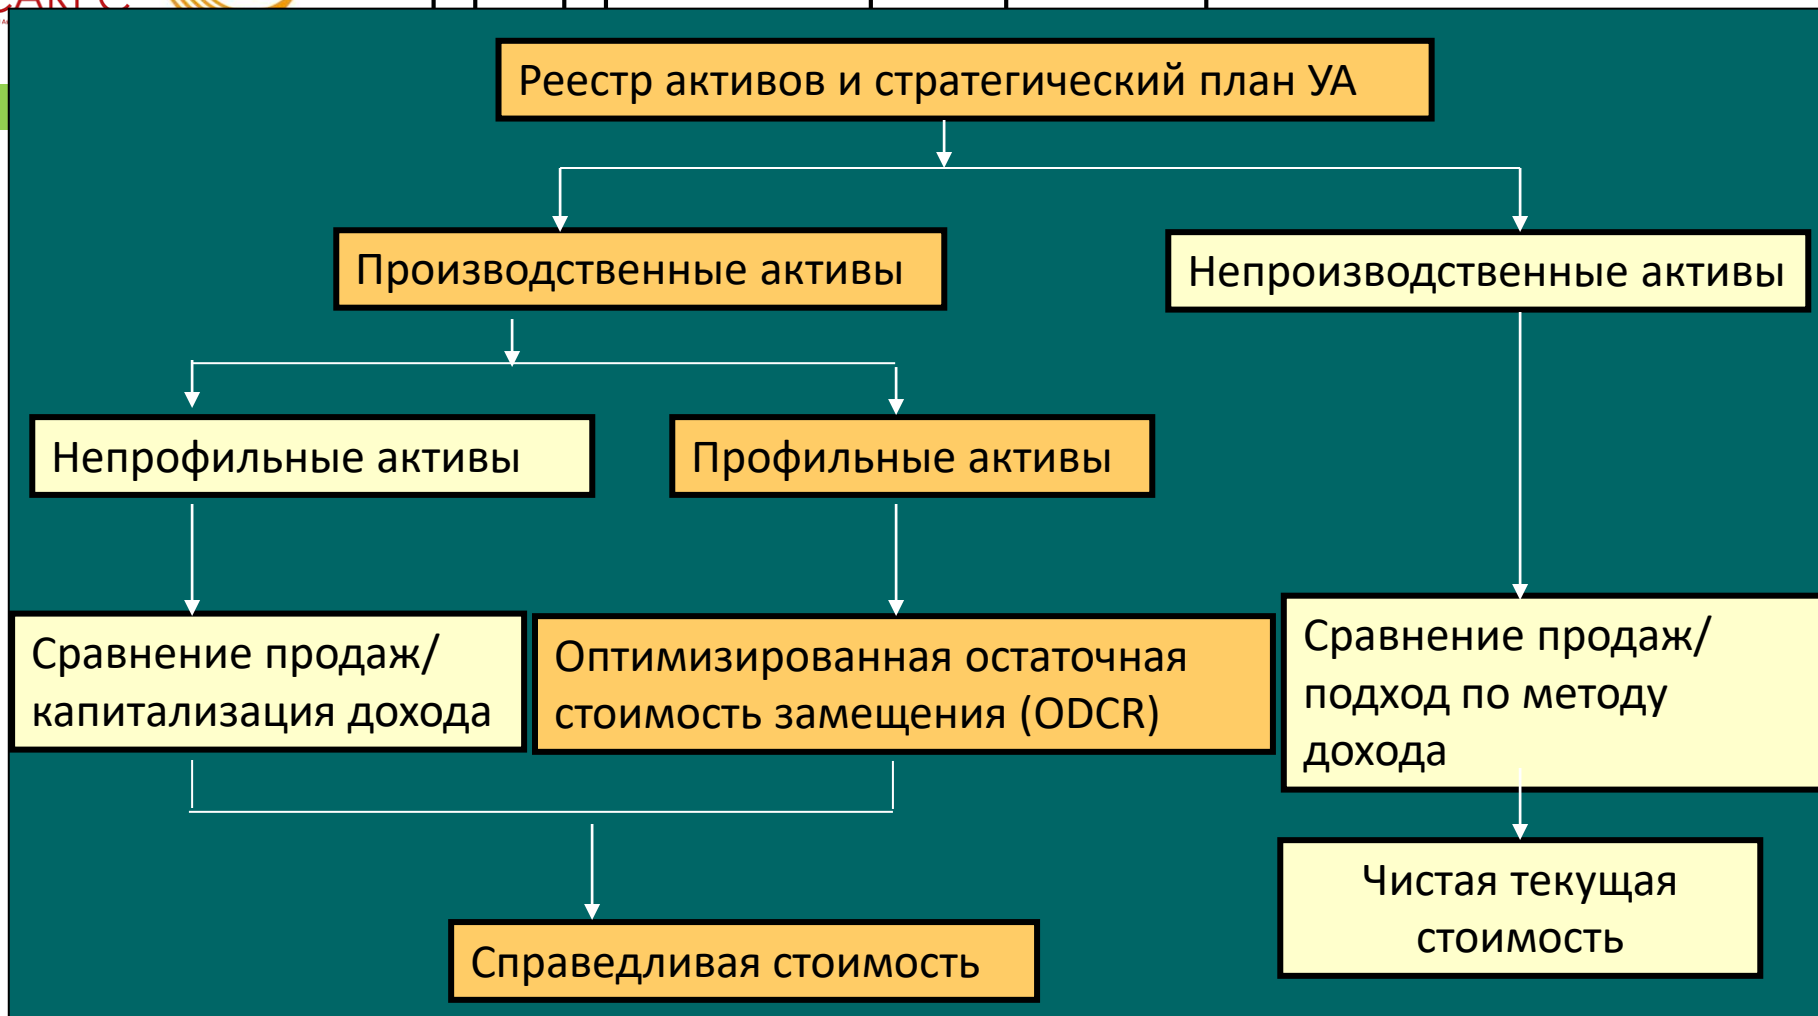 Реестр активов и стратегический план УА
Производственные активы
Непроизводственные активы
Непрофильные активы
Профильные активы
Сравнение продаж/
капитализация дохода
Оптимизированная остаточная
стоимость замещения (ODCR)
Сравнение продаж/
подход по методу
дохода
Чистая текущая
стоимость
Справедливая стоимость